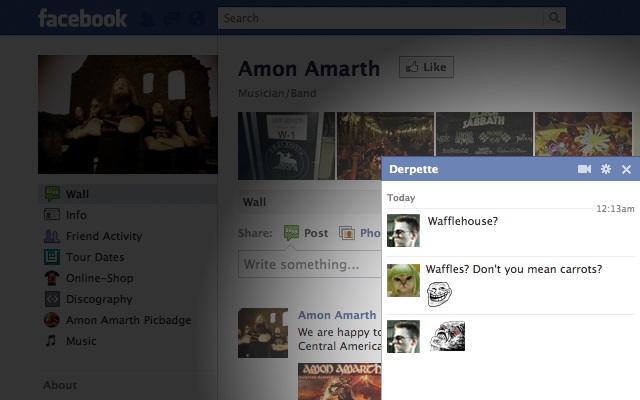 facebook
Search
Amon Amarth
Like
Musician/Band
W-1
SABBATH
Derpette
Today
12:13am
Wafflehouse?
Waffles? Don't you mean carrots?
Wall
Info
Friend Activity
Tour Dates
Online-Shop
Discography
Amon Amarth Picbadge
Music
About
Wall
Share:
Post
Pho
Write something...
Amon Amarth
We are happy to
Central America
AMON AMARTH